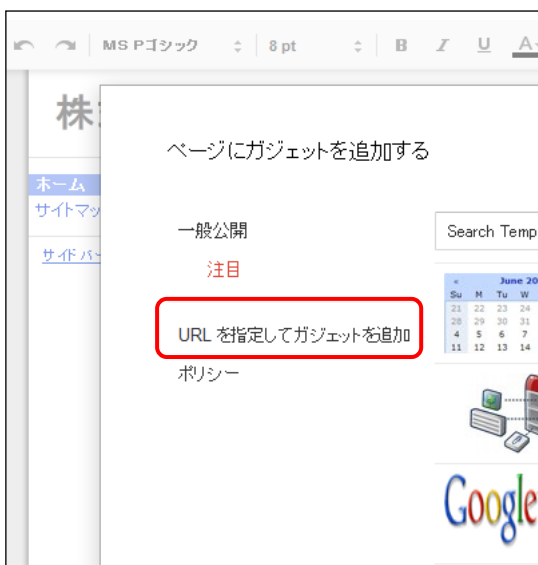 MS Pゴシック 8 pt B I U A
株
ページにガジェットを追加する
ホーム
サイトマッ
サイドバー
一般公開
注目
URL を指定してガジェットを追加
ポリシー
Search Temp
« June 20
Su M Tu W
21 22 23 24
28 29 30 31
4 5 6 7
11 12 13 14
Google